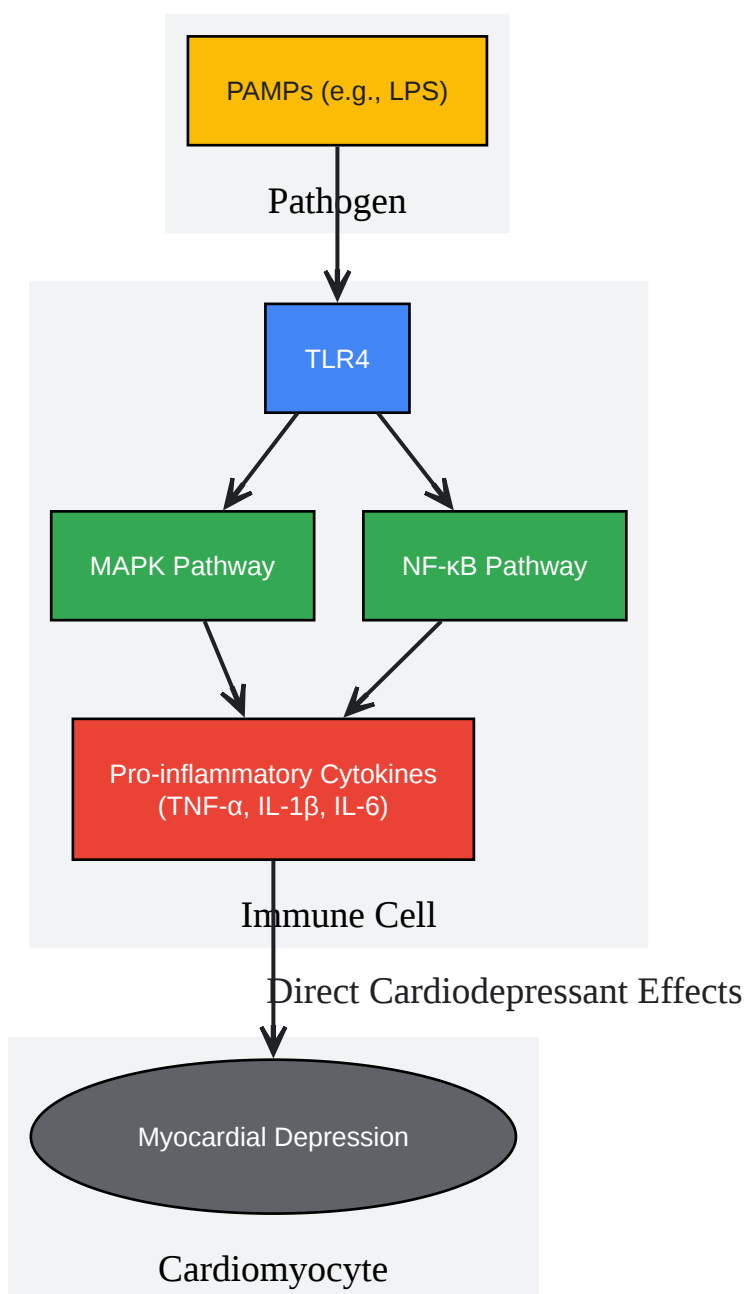 PAMPs (e.g., LPS)
Pathogen
TLR4
MAPK Pathway
NF-κB Pathway
Pro-inflammatory Cytokines
(TNF-α, IL-1β, IL-6)
Immune Cell
Direct Cardiodepressant Effects
Myocardial Depression
Cardiomyocyte